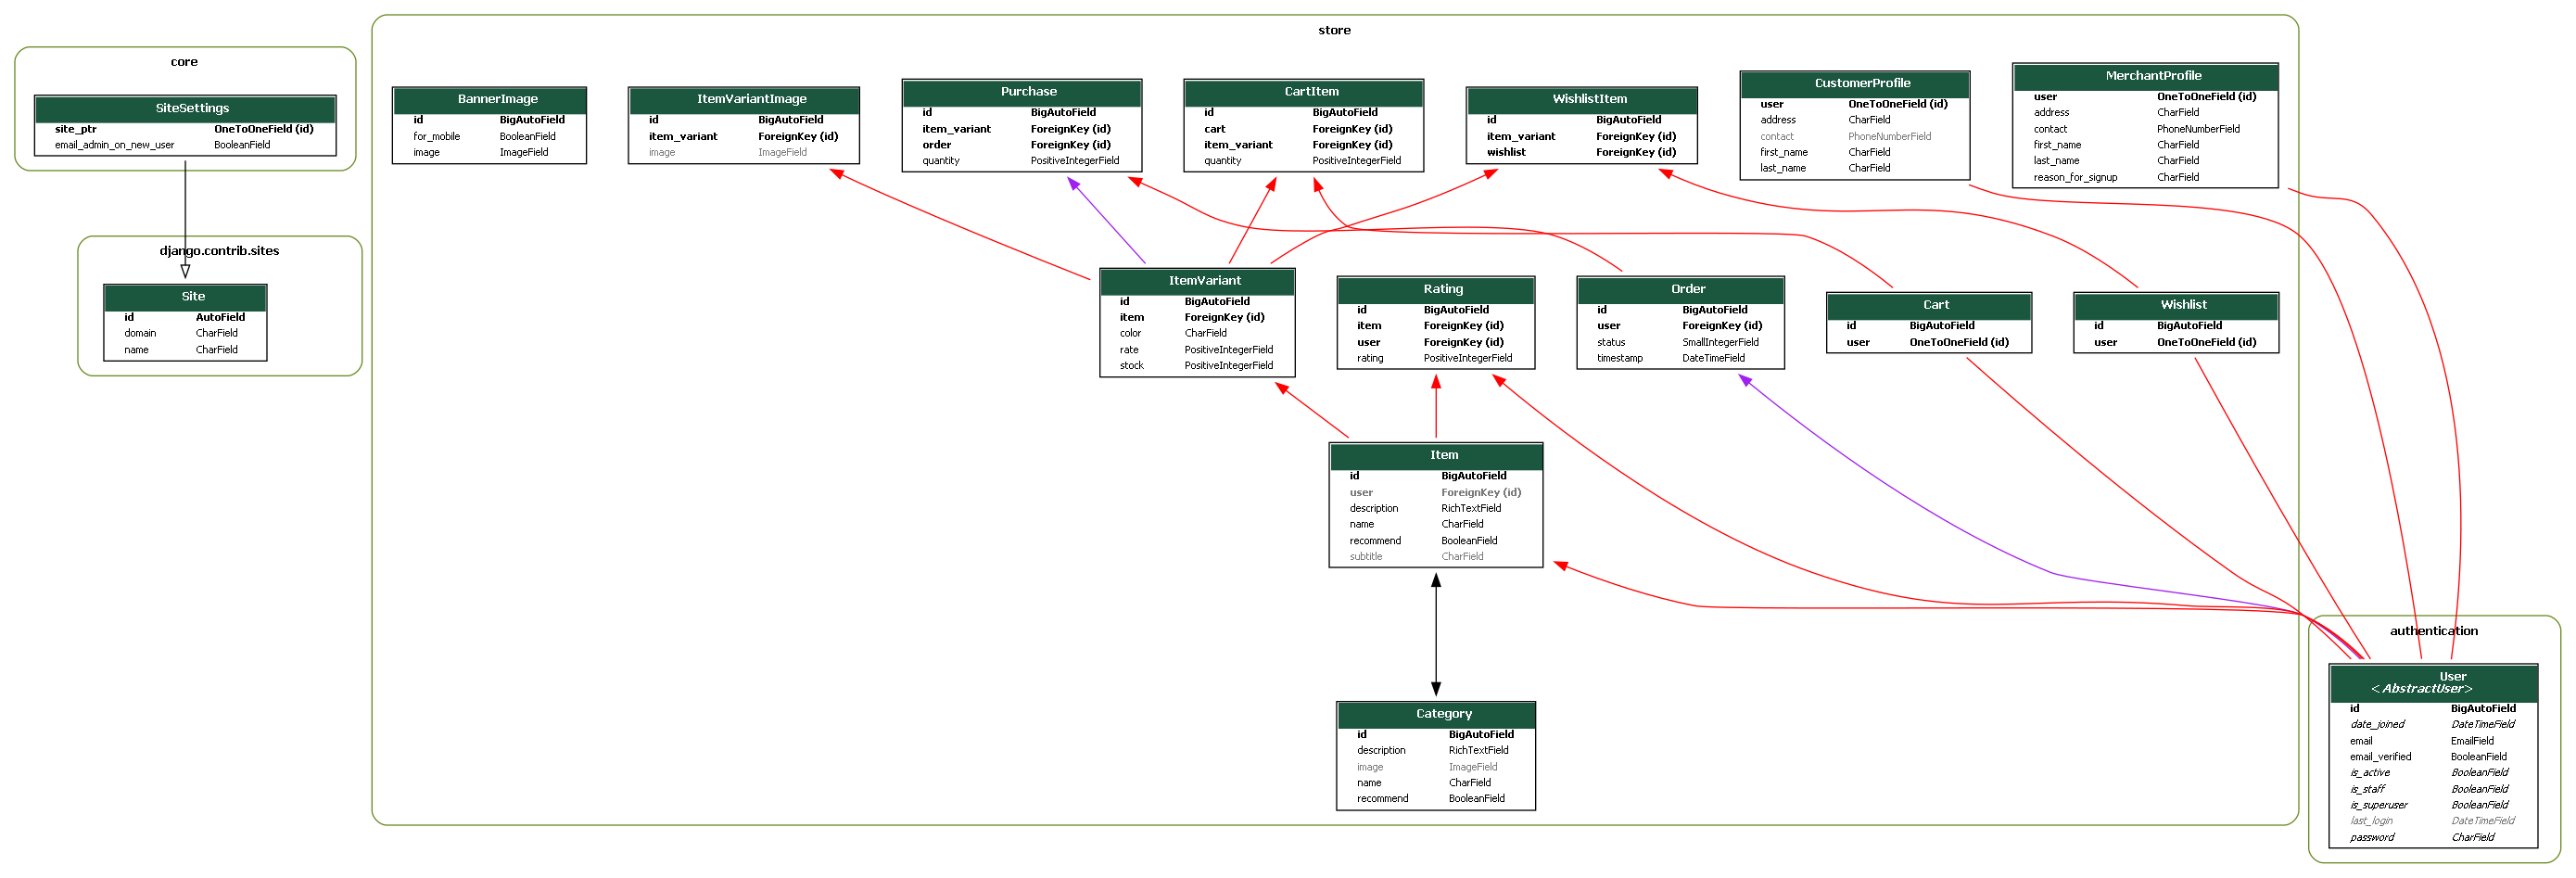 core
SiteSettings
site_ptr OneToOneField (id)
email_admin_on_new_user BooleanField
django.contrib.sites
Site
id AutoField
domain CharField
name CharField
store
BannerImage
id BigAutoField
for_mobile BooleanField
image ImageField
ItemVariantImage
id BigAutoField
item_variant ForeignKey (id)
image ImageField
Purchase
id BigAutoField
item_variant ForeignKey (id)
order ForeignKey (id)
quantity PositiveIntegerField
CartItem
id BigAutoField
cart ForeignKey (id)
item_variant ForeignKey (id)
quantity PositiveIntegerField
WishlistItem
id BigAutoField
item_variant ForeignKey (id)
wishlist ForeignKey (id)
CustomerProfile
user OneToOneField (id)
address CharField
contact PhoneNumberField
first_name CharField
last_name CharField
MerchantProfile
user OneToOneField (id)
address CharField
contact PhoneNumberField
first_name CharField
last_name CharField
reason_for_signup CharField
ItemVariant
id BigAutoField
item ForeignKey (id)
color CharField
rate PositiveIntegerField
stock PositiveIntegerField
Rating
id BigAutoField
item ForeignKey (id)
user ForeignKey (id)
rating PositiveIntegerField
Order
id BigAutoField
user ForeignKey (id)
status SmallIntegerField
timestamp DateTimeField
Cart
id BigAutoField
user OneToOneField (id)
Wishlist
id BigAutoField
user OneToOneField (id)
Item
id BigAutoField
user ForeignKey (id)
description RichTextField
name CharField
recommend BooleanField
subtitle CharField
Category
id BigAutoField
description RichTextField
image ImageField
name CharField
recommend BooleanField
authentication
User
<AbstractUser>
id BigAutoField
date_joined DateTimeField
email EmailField
email_verified BooleanField
is_active BooleanField
is_staff BooleanField
is_superuser BooleanField
last_login DateTimeField
password CharField